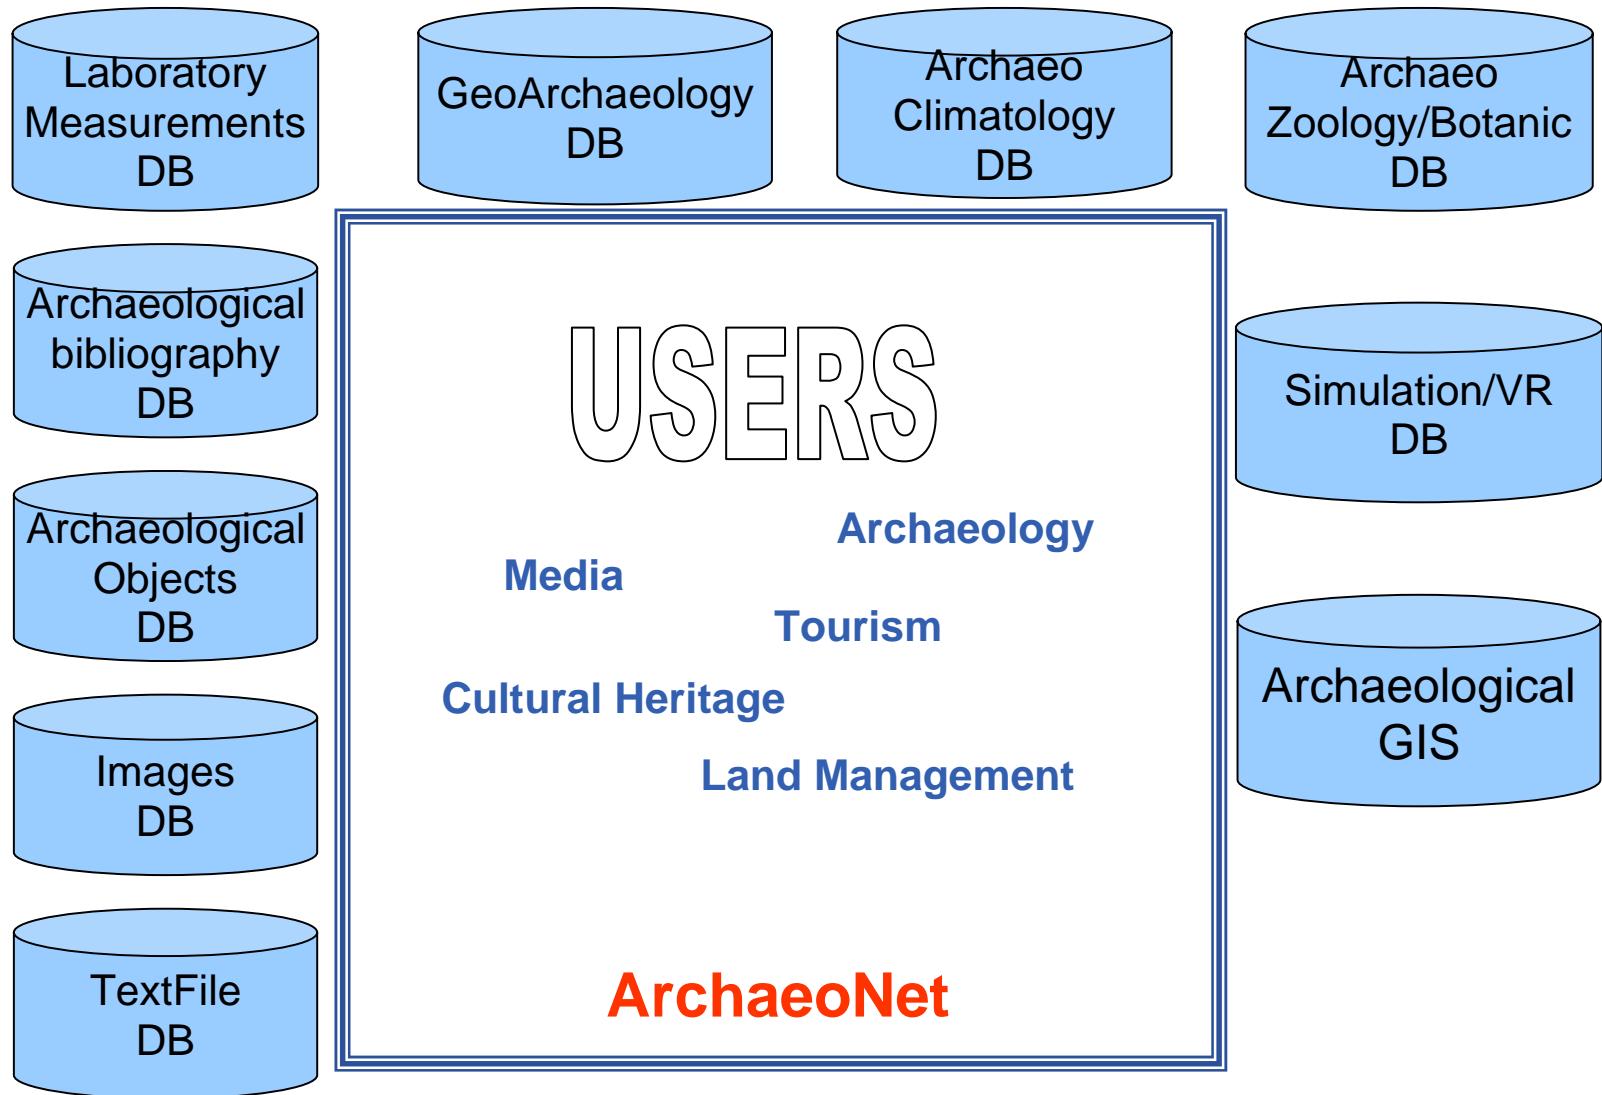 Laboratory
Measurements
DB
GeoArchaeology
DB
Archaeo
Climatology
DB
Archaeo
Zoology/Botanic
DB
Archaeological
bibliography
DB
Archaeological
Objects
DB
Images
DB
TextFile
DB
USERS
Archaeology
Media
Tourism
Cultural Heritage
Land Management
ArchaeoNet
Simulation/VR
DB
Archaeological
GIS